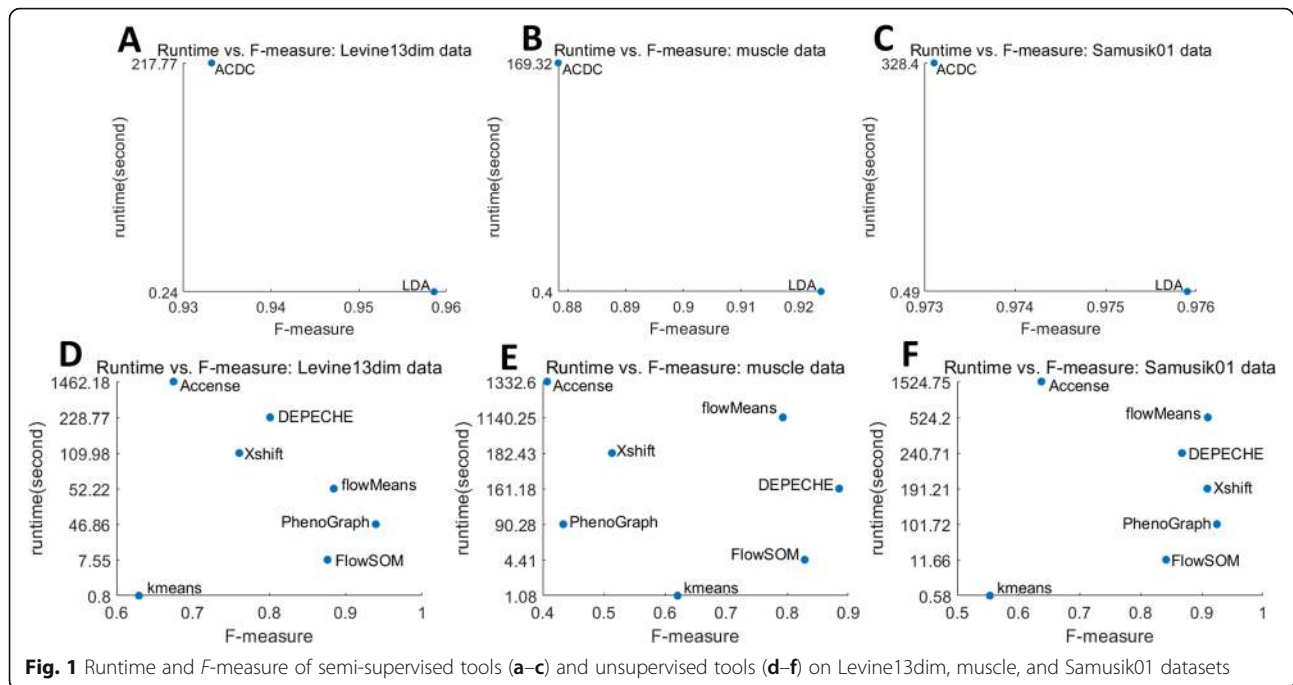 A
Runtime vs. F-measure: Levine13dim data
217.77
ACDC
runtime(second)
LDA
0.24
0.93 0.94 0.95 0.96
F-measure
B
Runtime vs. F-measure: muscle data
169.32
ACDC
runtime(second)
LDA
0.4
0.88 0.89 0.9 0.91 0.92
F-measure
C
Runtime vs. F-measure: Samusik01 data
328.4
ACDC
runtime(second)
LDA
0.49
0.973 0.974 0.975 0.976
F-measure
D
Runtime vs. F-measure: Levine13dim data
1462.18
Accense
228.77
DEPECHE
109.98
Xshift
52.22
flowMeans
46.86
PhenoGraph
7.55
FlowSOM
0.8
kmeans
runtime(second)
0.6 0.7 0.8 0.9 1
F-measure
E
Runtime vs. F-measure: muscle data
1332.6
Accense
1140.25
flowMeans
182.43
Xshift
161.18
DEPECHE
90.28
PhenoGraph
4.41
FlowSOM
1.08
kmeans
runtime(second)
0.4 0.5 0.6 0.7 0.8 0.9
F-measure
F
Runtime vs. F-measure: Samusik01 data
1524.75
Accense
524.2
flowMeans
240.71
DEPECHE
191.21
Xshift
101.72
PhenoGraph
11.66
FlowSOM
0.58
kmeans
runtime(second)
0.5 0.6 0.7 0.8 0.9 1
F-measure
Fig. 1 Runtime and F-measure of semi-supervised tools (a–c) and unsupervised tools (d–f) on Levine13dim, muscle, and Samusik01 datasets